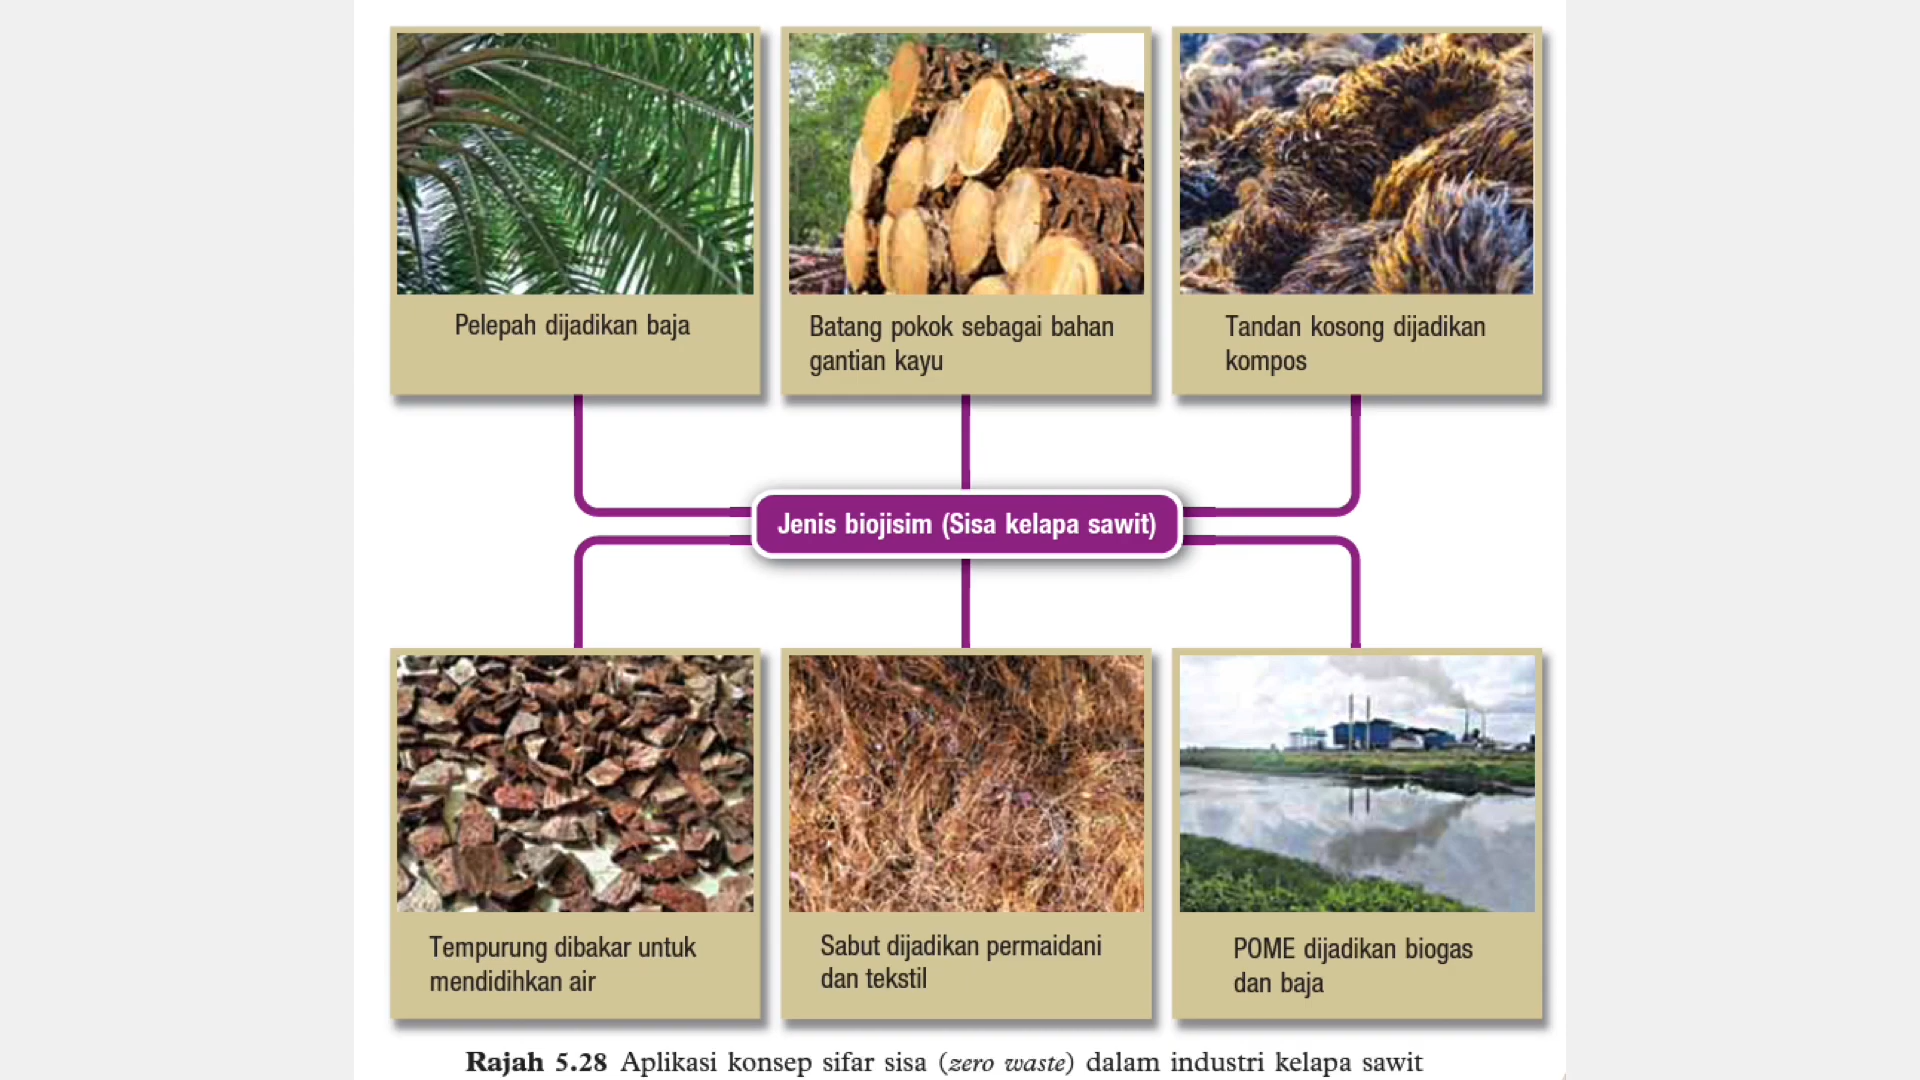 Pelepah dijadikan baja
Batang pokok sebagai bahan
gantian kayu
Tandan kosong dijadikan
kompos
Jenis biojisim (Sisa kelapa sawit)
Tempurung dibakar untuk
mendidihkan air
Sabut dijadikan permaidani
dan tekstil
POME dijadikan biogas
dan baja
Rajah 5.28 Aplikasi konsep sifar sisa (zero waste) dalam industri kelapa sawit